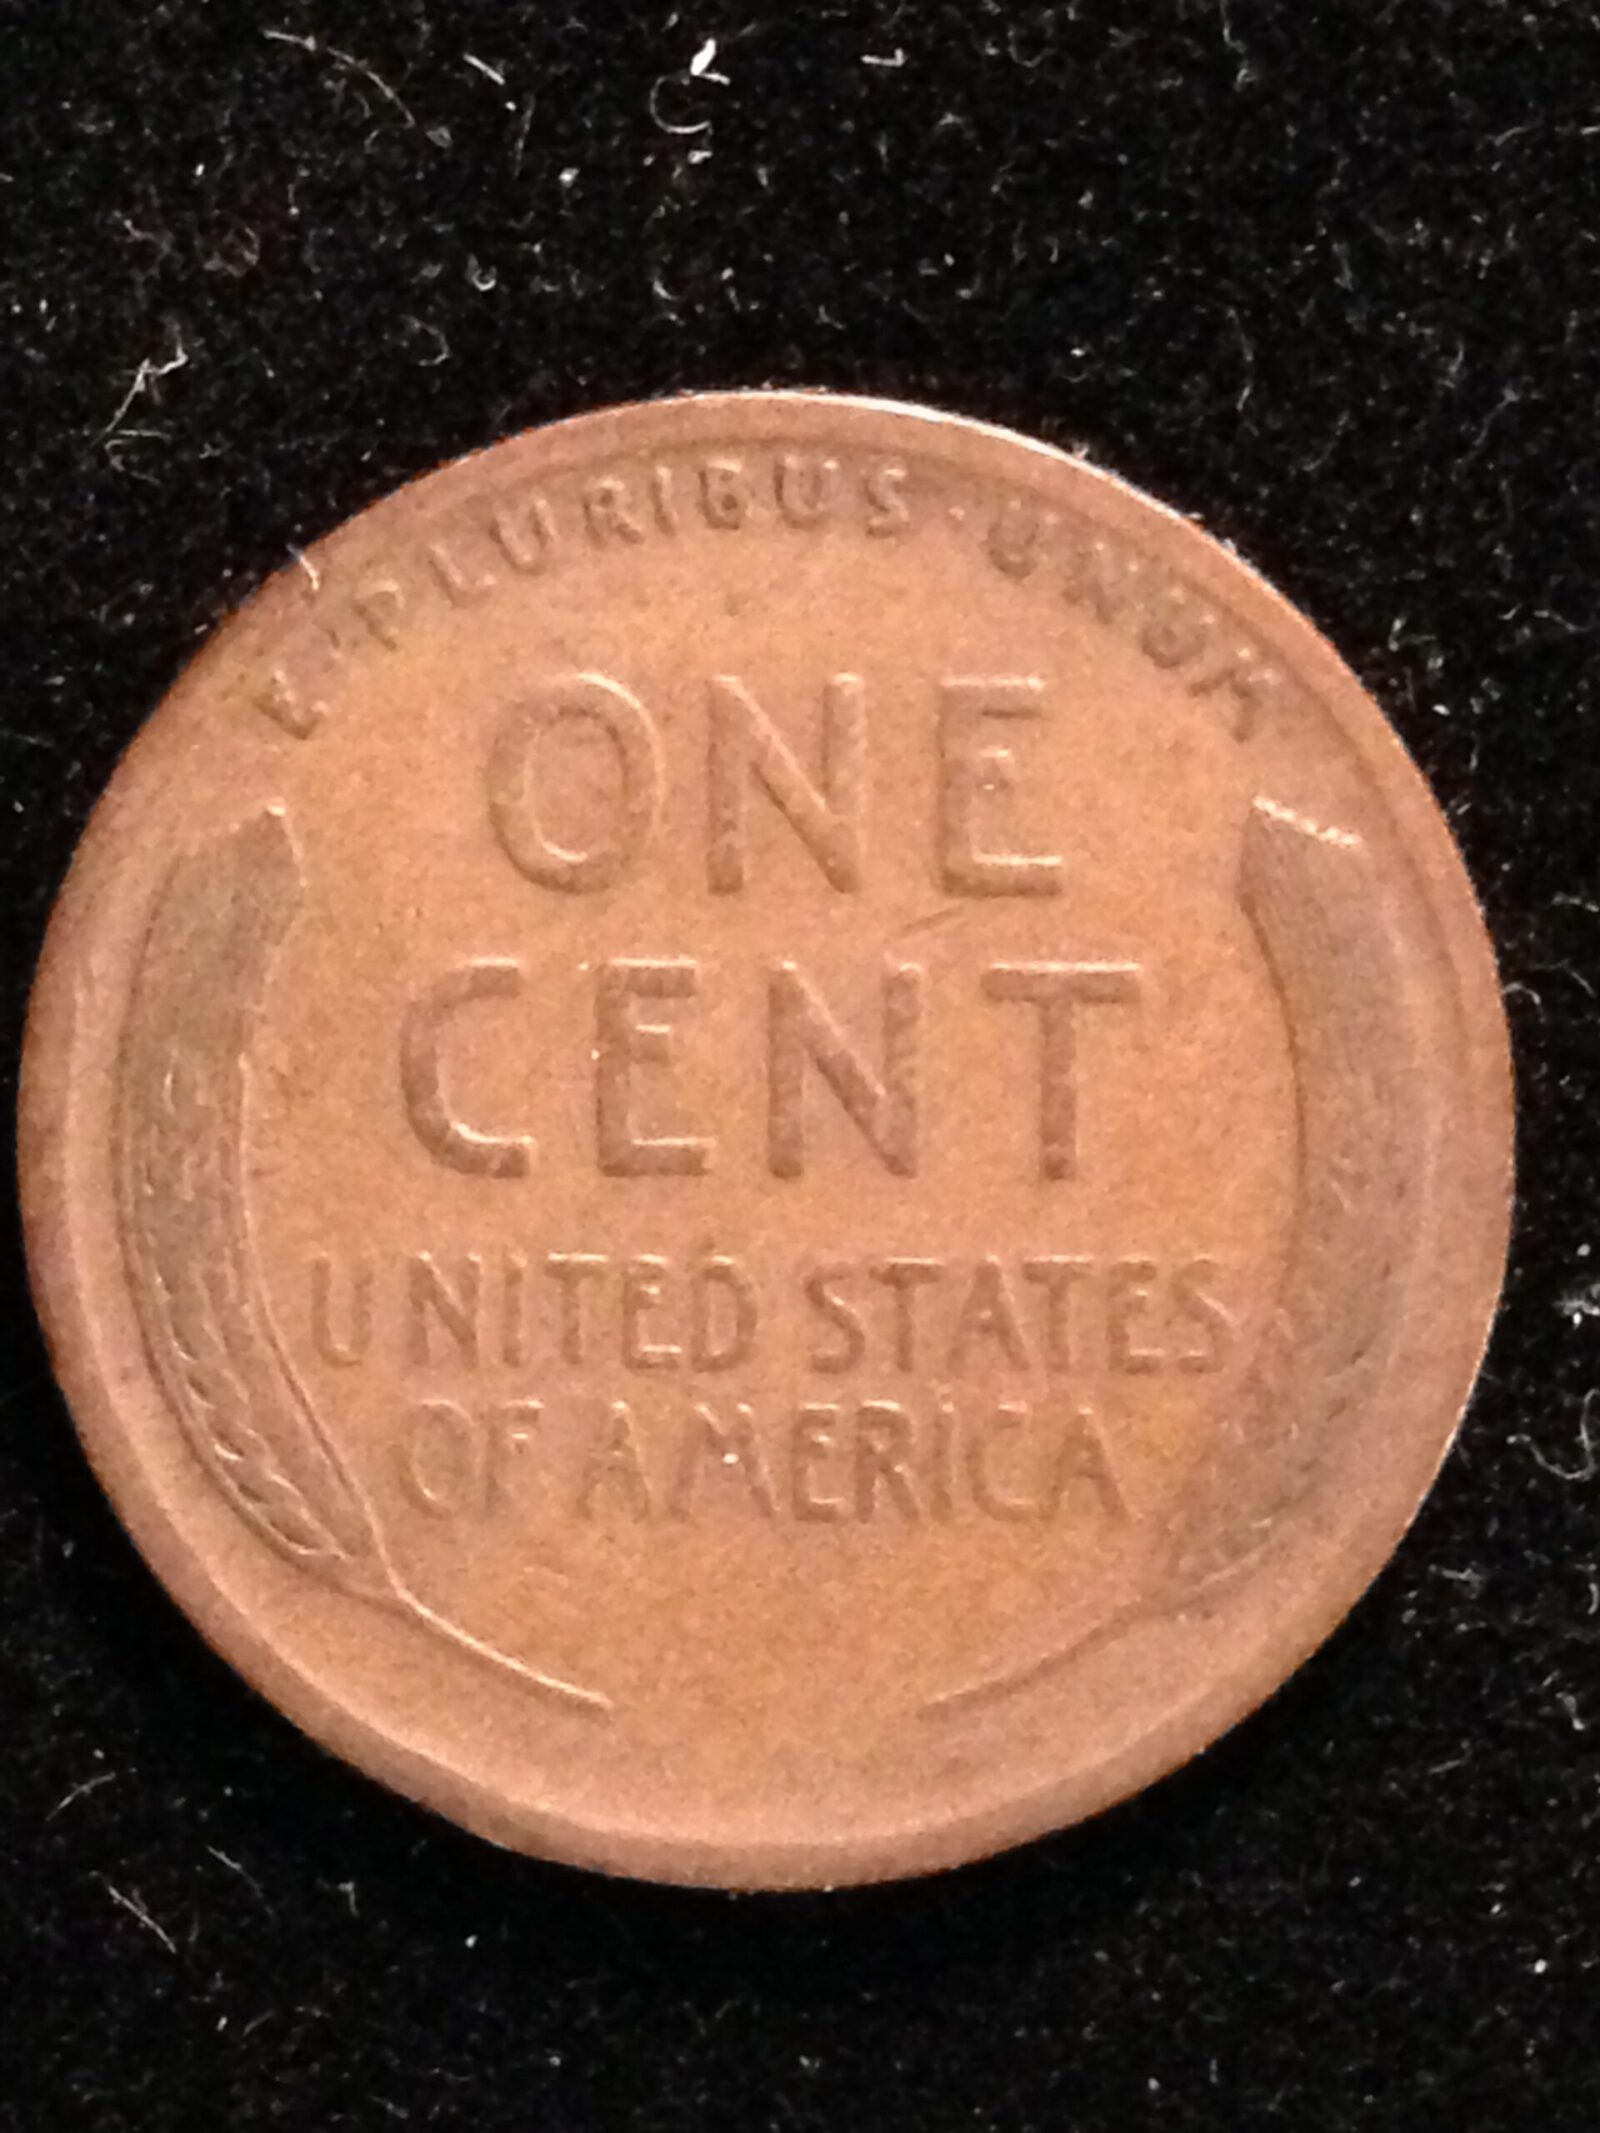 E·PLURIBUS·UNUM
ONE
CENT
UNITED STATES
OF AMERICA